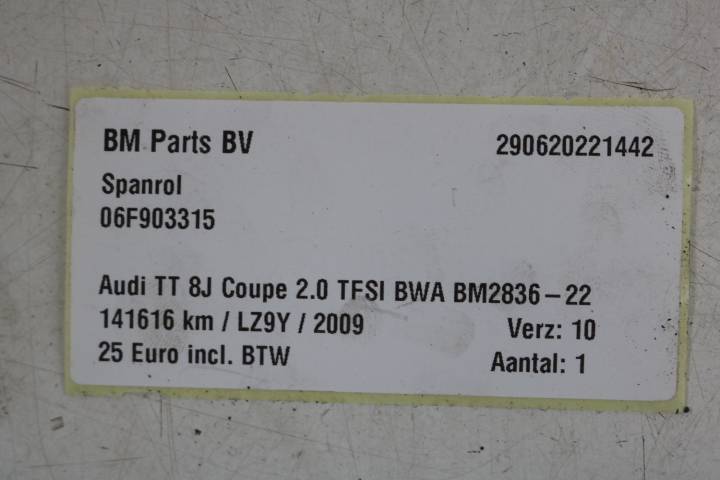 BM Parts BV 290620221442
Spanrol
06F903315
Audi TT 8J Coupe 2.0 TFSI BWA BM2836-22
141616 km / LZ9Y / 2009 Verz: 10
25 Euro incl. BTW Aantal: 1